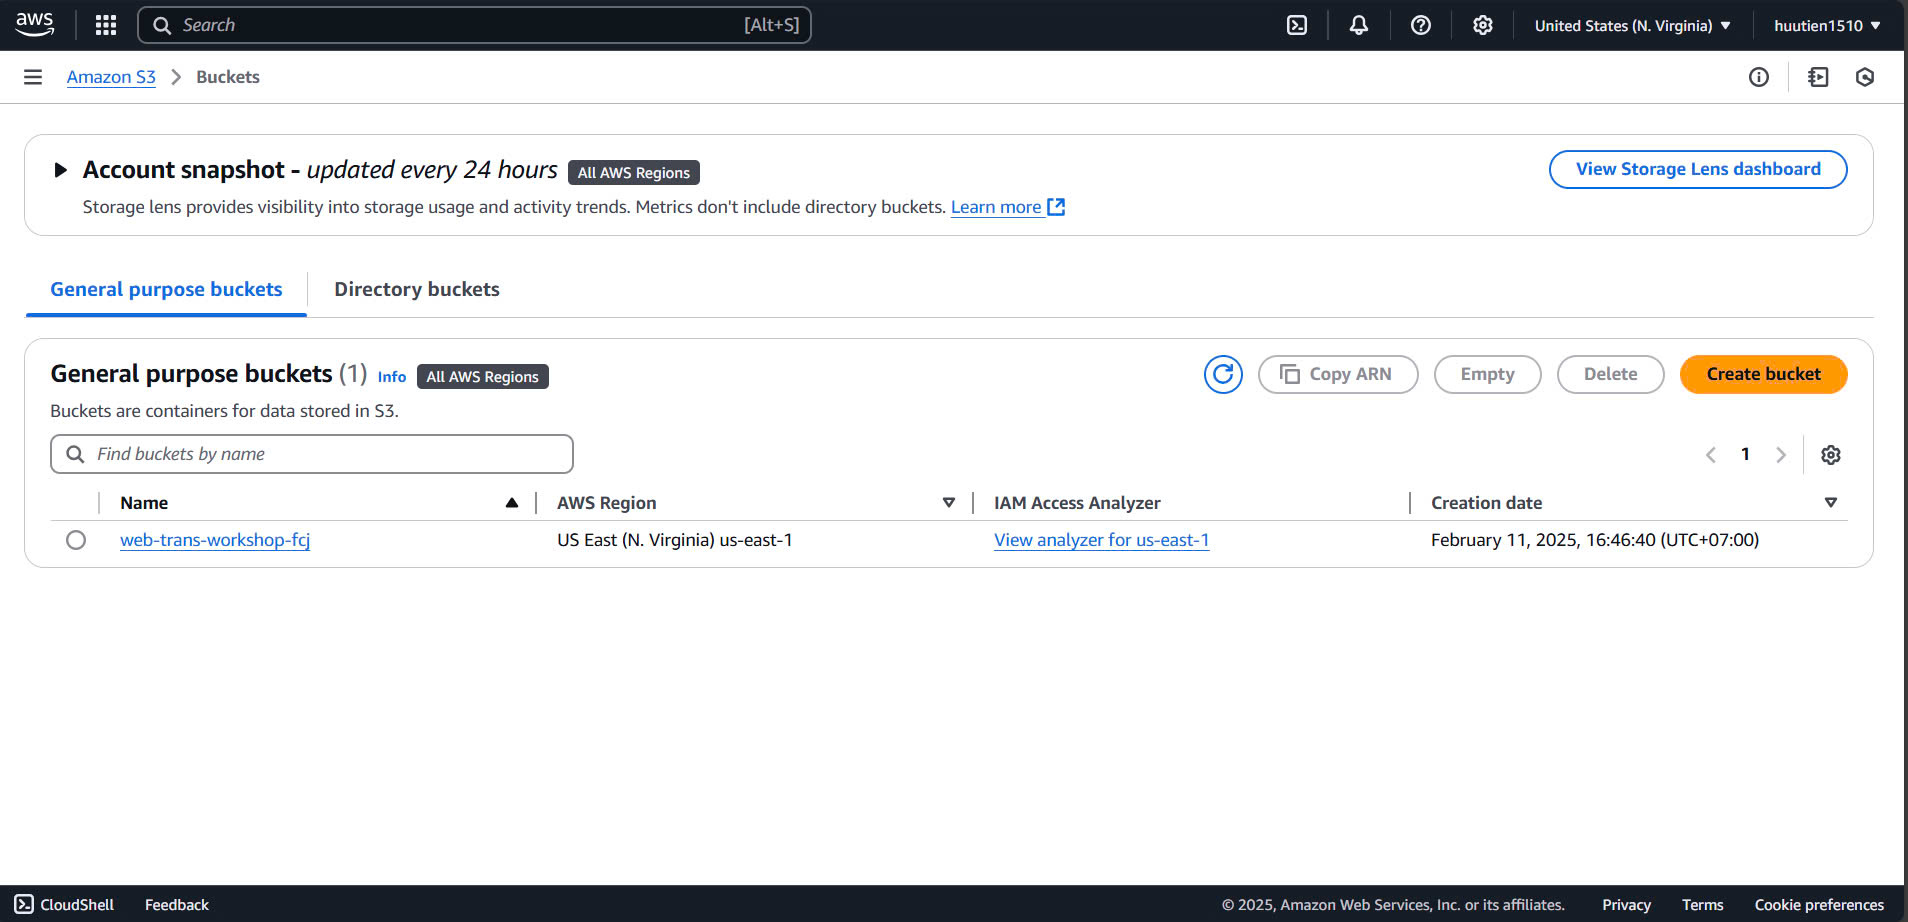 aws Search [Alt+S] United States (N. Virginia) huutien1510
Amazon S3 Buckets
Account snapshot - updated every 24 hours All AWS Regions View Storage Lens dashboard
Storage lens provides visibility into storage usage and activity trends. Metrics don't include directory buckets. Learn more
General purpose buckets Directory buckets
General purpose buckets (1) Info All AWS Regions Copy ARN Empty Delete Create bucket
Buckets are containers for data stored in S3.
Find buckets by name 1
Name AWS Region IAM Access Analyzer Creation date
web-trans-workshop-fcj US East (N. Virginia) us-east-1 View analyzer for us-east-1 February 11, 2025, 16:46:40 (UTC+07:00)
CloudShell Feedback © 2025, Amazon Web Services, Inc. or its affiliates. Privacy Terms Cookie preferences